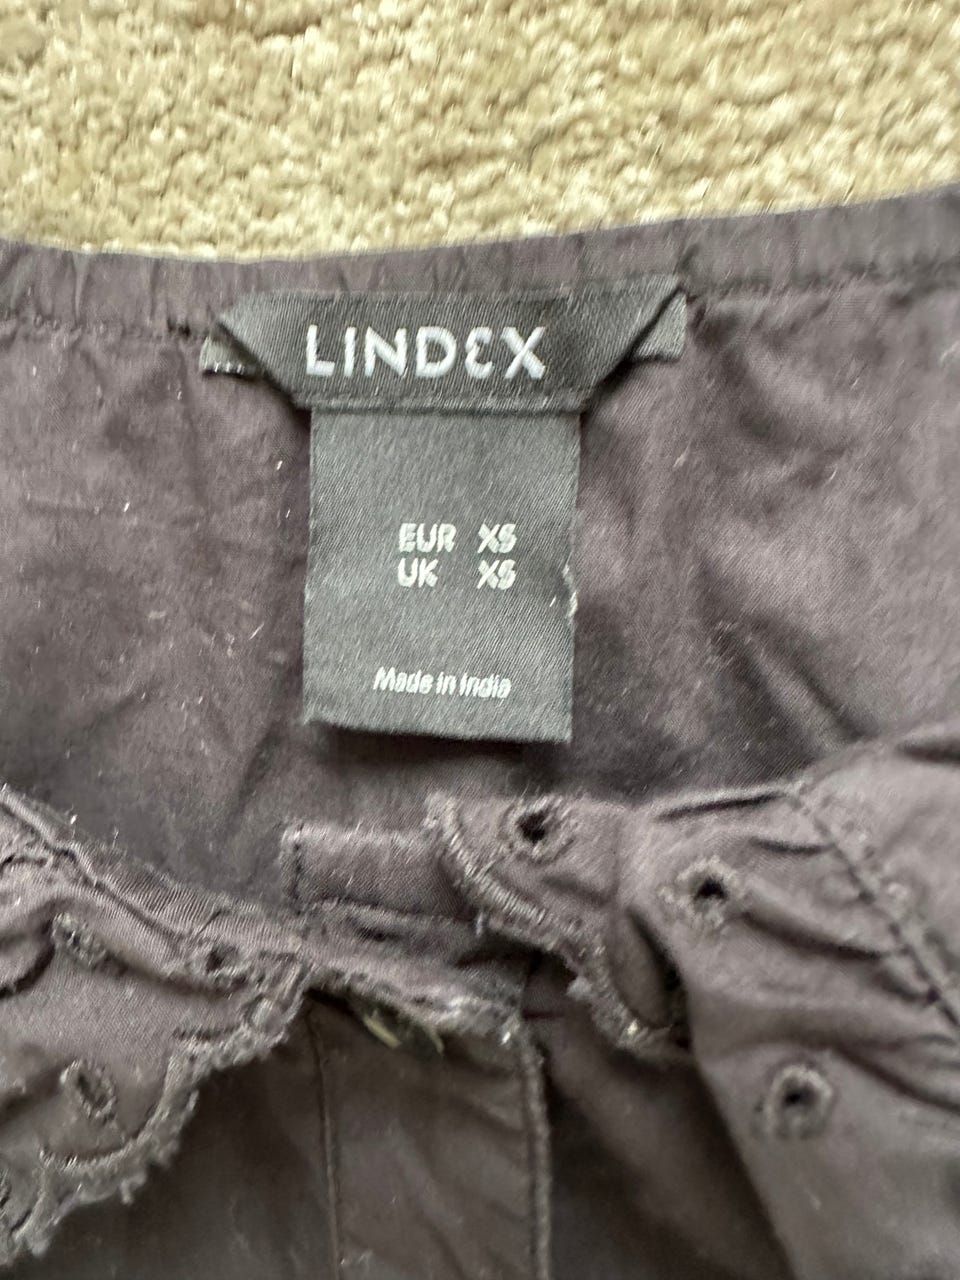 LINDEX
EUR XS
UK XS
Made in India